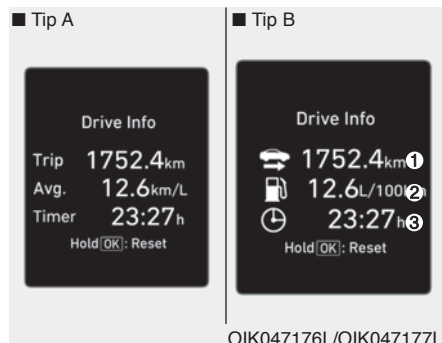 ■ Tip A
Drive Info
Trip 1752.4km
Avg. 12.6km/L
Timer 23:27h
Hold OK : Reset
■ Tip B
Drive Info
1752.4km ❶
12.6L/100km ❷
23:27h ❸
Hold OK : Reset
OIK047176L/OIK047177L